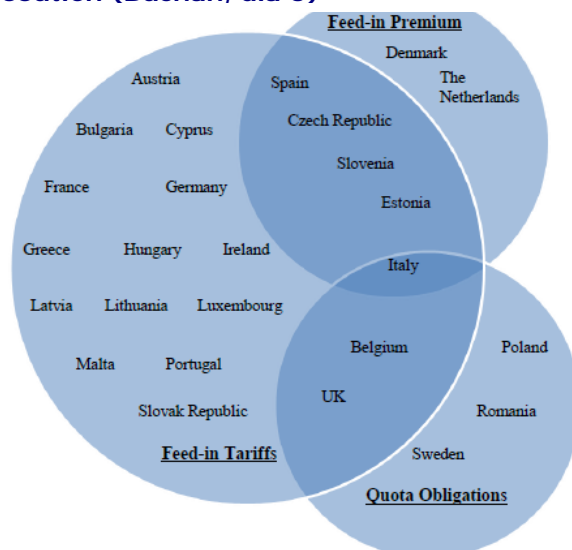 Feed-in Premium
Denmark
The
Netherlands
Austria
Spain
Bulgaria
Cyprus
Czech Republic
Slovenia
France
Germany
Estonia
Greece
Hungary
Ireland
Italy
Latvia
Lithuania
Luxembourg
Belgium
Poland
Malta
Portugal
UK
Slovak Republic
Romania
Feed-in Tariffs
Sweden
Quota Obligations